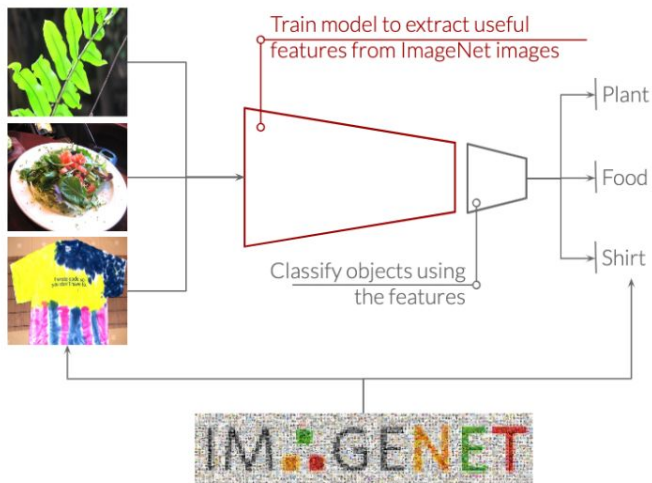 Train model to extract useful
features from ImageNet images
Plant
Food
Classify objects using
the features
Shirt
IMAGENET